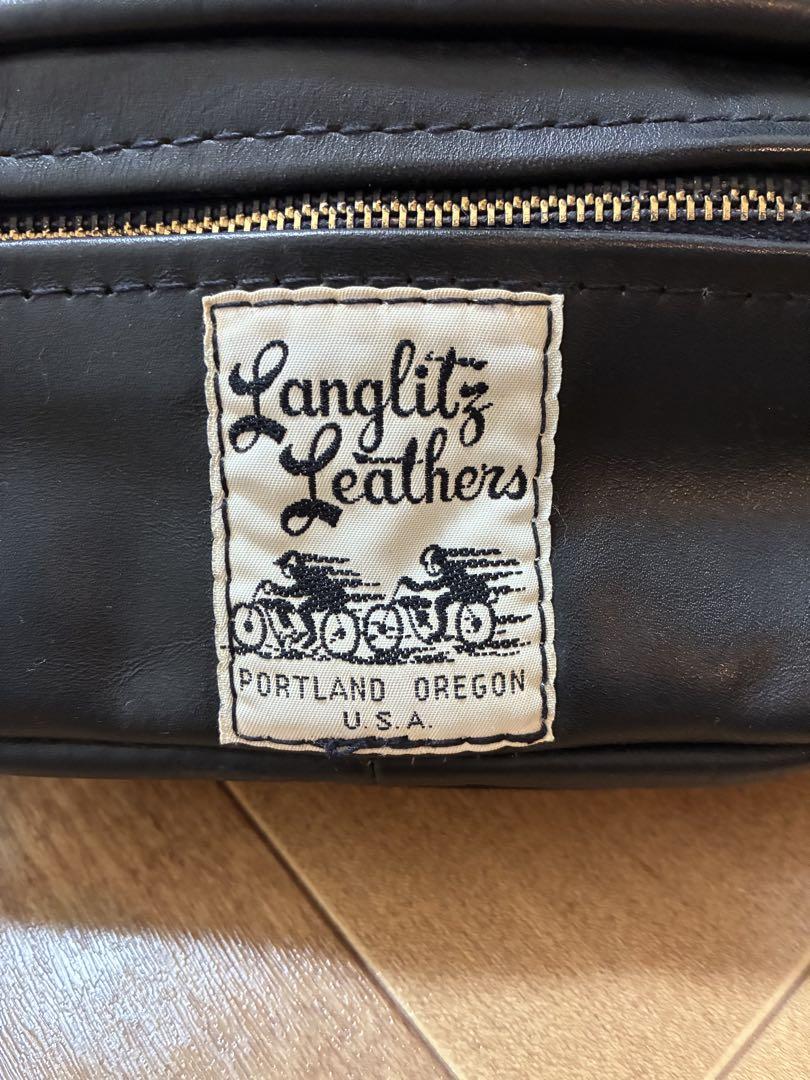 Langlitz
Leathers
PORTLAND OREGON
U.S.A.